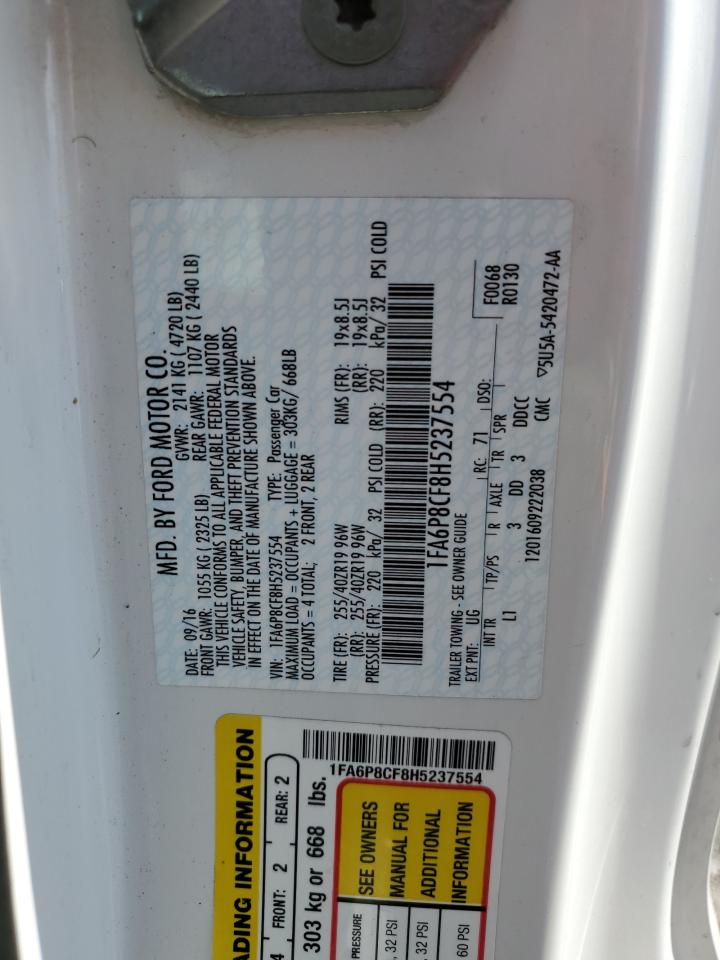 MFD. BY FORD MOTOR CO.
DATE: 09/16 GVWR: 2141 KG ( 4720 LB)
FRONT GAWR: 1055 KG ( 2325 LB) REAR GAWR: 1107 KG ( 2440 LB)
THIS VEHICLE CONFORMS TO ALL APPLICABLE FEDERAL MOTOR
VEHICLE SAFETY, BUMPER, AND THEFT PREVENTION STANDARDS
IN EFFECT ON THE DATE OF MANUFACTURE SHOWN ABOVE.
VIN: 1FA6P8CF8H5237554 TYPE: Passenger Car
MAXIMUM LOAD = OCCUPANTS + LUGGAGE = 303KG/ 668LB
OCCUPANTS = 4 TOTAL; 2 FRONT, 2 REAR
TIRE (FR): 255/40ZR19 96W RIMS (FR): 19x8.5J
(RR): 255/40ZR19 96W (RR): 19x8.5J
PRESSURE (FR): 220 kPa/ 32 PSI COLD (RR): 220 kPa/ 32 PSI COLD
1FA6P8CF8H5237554
TRAILER TOWING - SEE OWNER GUIDE F0068
EXT PNT: UG RC: 71 DSO: R0130
INT TR TP/PS R AXLE TR SPR
L1 3 DD 3 DDCC
1201609222038 CMC ▽5U5A-5420472-AA
ADING INFORMATION
4 FRONT: 2 REAR: 2
303 kg or 668 lbs.
1FA6P8CF8H5237554
PRESSURE SEE OWNERS
, 32 PSI MANUAL FOR
, 32 PSI ADDITIONAL
60 PSI INFORMATION